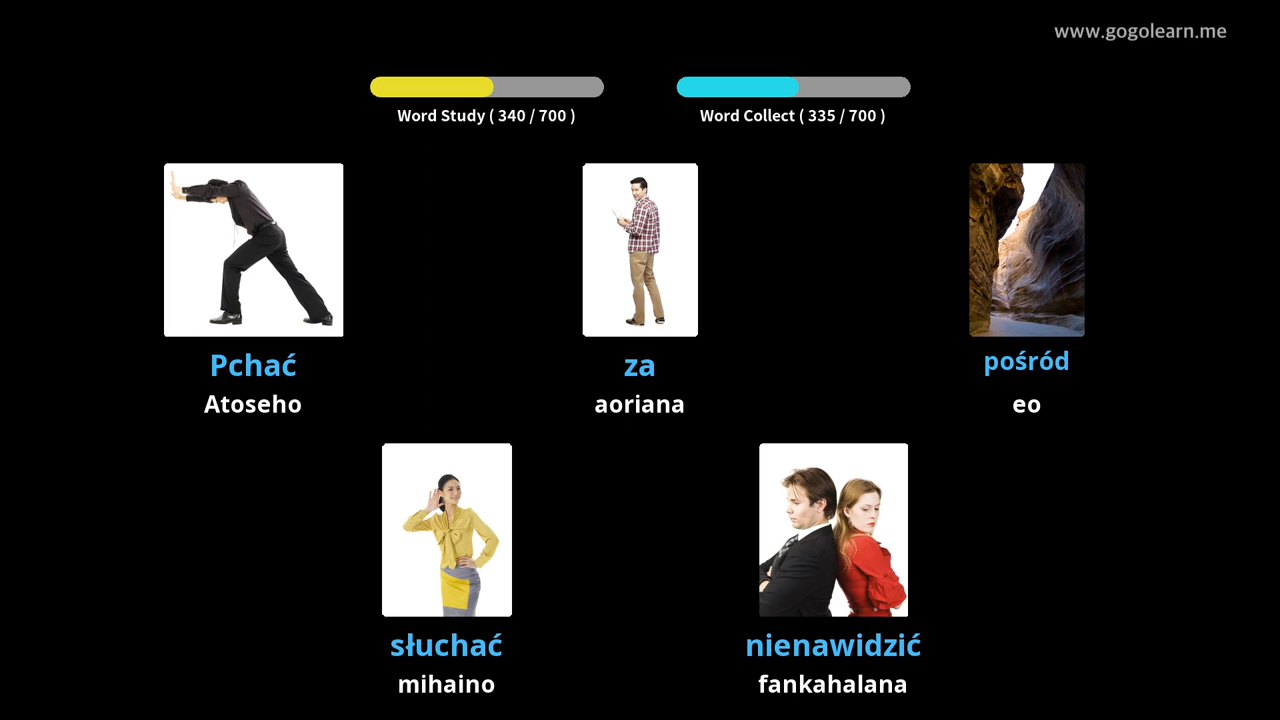 www.gogolearn.me
Word Study ( 340 / 700 )
Word Collect ( 335 / 700 )
Pchać
Atoseho
za
aoriana
pośród
eo
słuchać
mihaino
nienawidzić
fankahalana